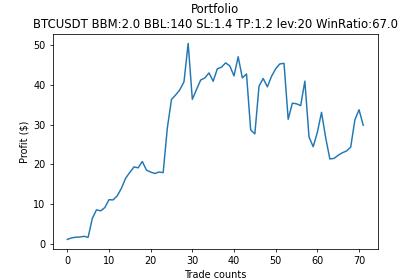 Portfolio
BTCUSDT BBM:2.0 BBL:140 SL:1.4 TP:1.2 lev:20 WinRatio:67.0
50
40
30
20
10
0
Profit ($)
0 10 20 30 40 50 60 70
Trade counts